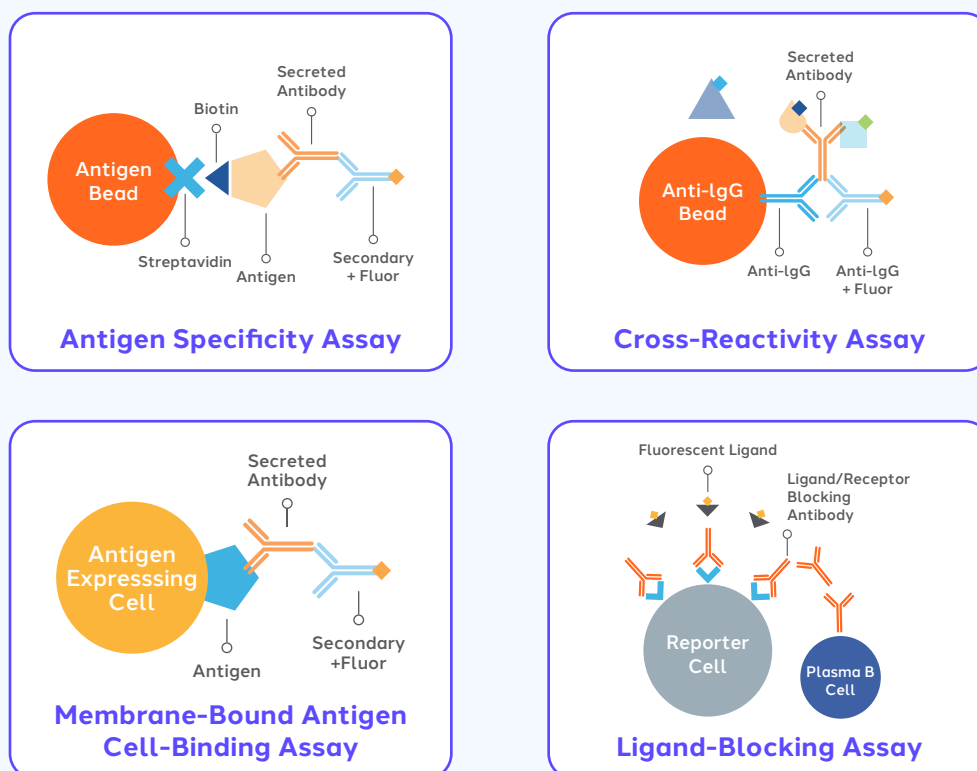 Secreted
Antibody
Biotin
Antigen
Bead
Streptavidin
Antigen
Secondary
+ Fluor
Antigen Specificity Assay
Secreted
Antibody
Anti-lgG
Bead
Anti-lgG
Anti-lgG
+ Fluor
Cross-Reactivity Assay
Secreted
Antibody
Antigen
Expresssing
Cell
Antigen
Secondary
+Fluor
Membrane-Bound Antigen
Cell-Binding Assay
Fluorescent Ligand
Ligand/Receptor
Blocking
Antibody
Reporter
Cell
Plasma B
Cell
Ligand-Blocking Assay